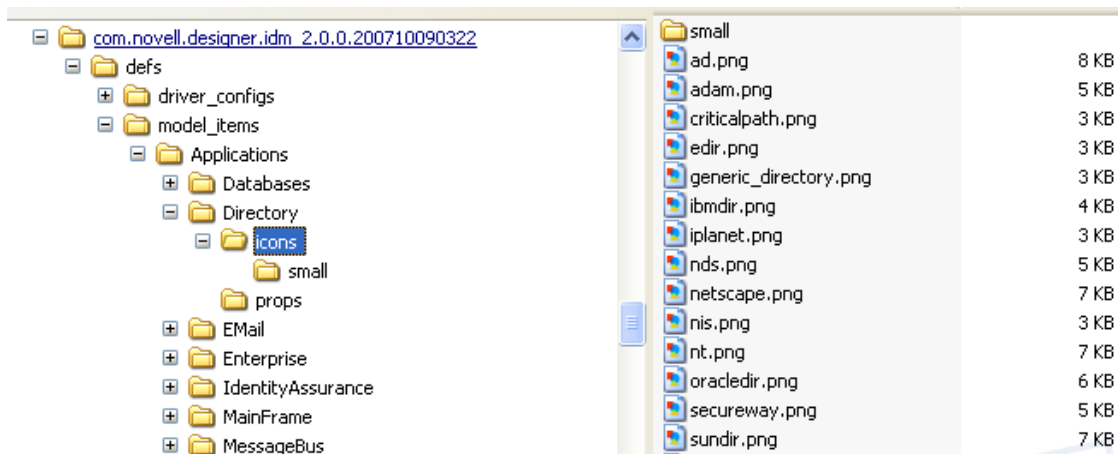 com.novell.designer.idm_2.0.0.200710090322
defs
driver_configs
model_items
Applications
Databases
Directory
icons
small
props
EMail
Enterprise
IdentityAssurance
MainFrame
MessageBus
small
ad.png 8 KB
adam.png 5 KB
criticalpath.png 3 KB
edir.png 3 KB
generic_directory.png 3 KB
ibmdir.png 4 KB
iplanet.png 3 KB
nds.png 5 KB
netscape.png 7 KB
nis.png 3 KB
nt.png 7 KB
oracledir.png 6 KB
secureway.png 5 KB
sundir.png 7 KB